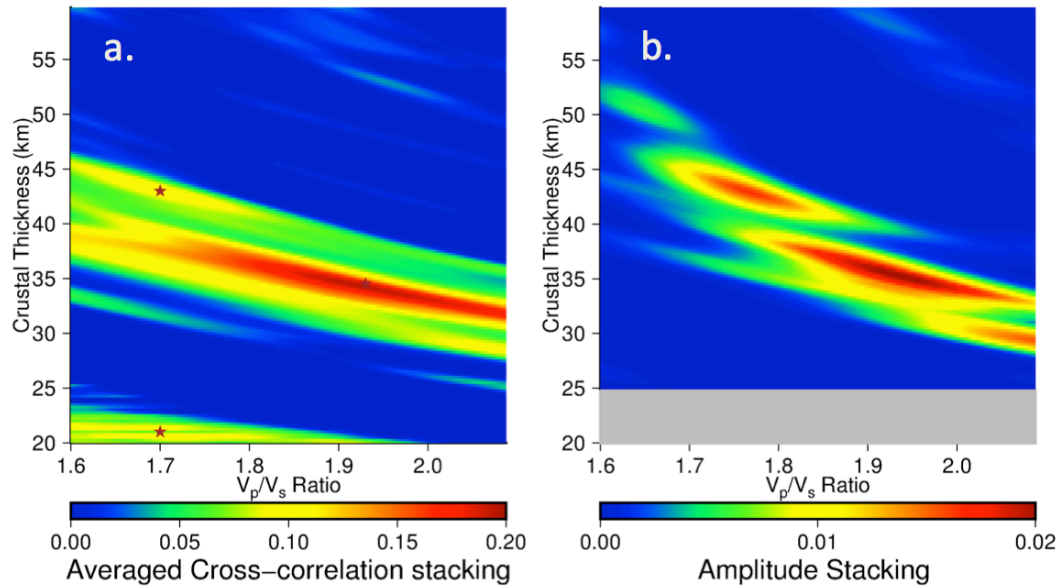 a.
Crustal Thickness (km)
55
50
45
40
35
30
25
20
1.6 1.7 1.8 1.9 2.0
Vp/Vs Ratio
0.00 0.05 0.10 0.15 0.20
Averaged Cross−correlation stacking
b.
Crustal Thickness (km)
55
50
45
40
35
30
25
20
1.6 1.7 1.8 1.9 2.0
Vp/Vs Ratio
0.00 0.01 0.02
Amplitude Stacking